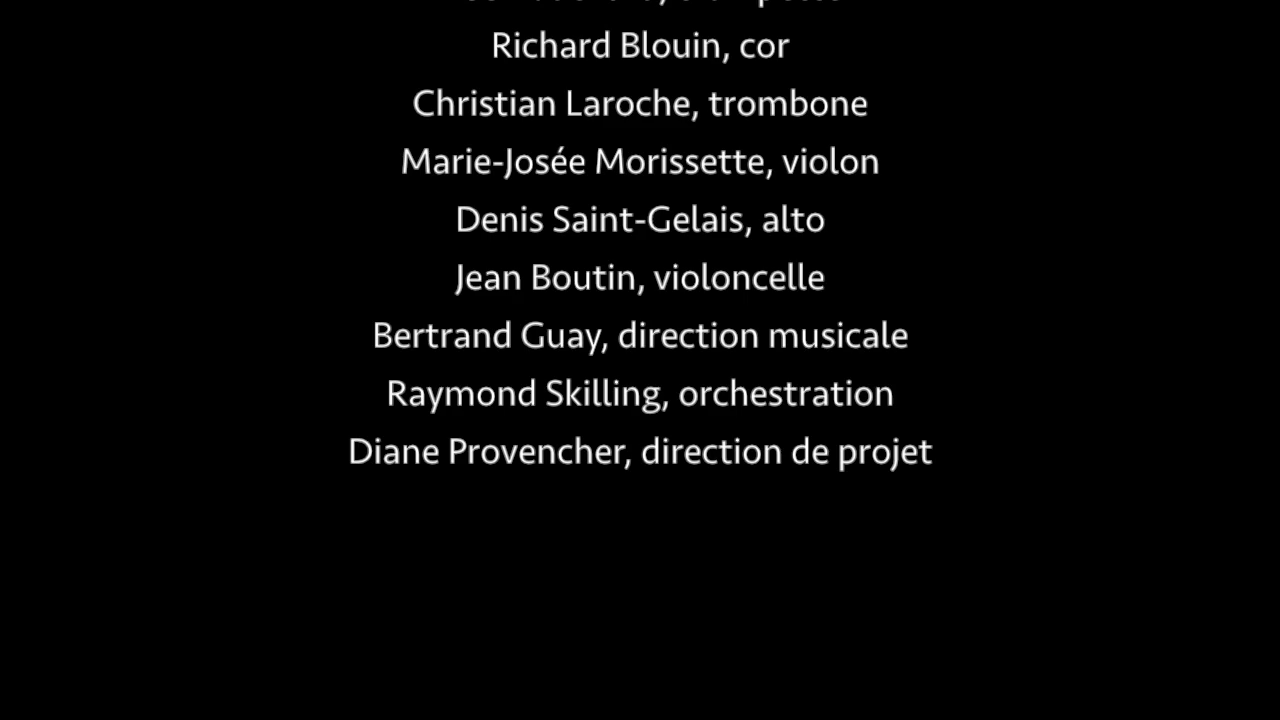 Richard Blouin, cor
Christian Laroche, trombone
Marie-Josée Morissette, violon
Denis Saint-Gelais, alto
Jean Boutin, violoncelle
Bertrand Guay, direction musicale
Raymond Skilling, orchestration
Diane Provencher, direction de projet